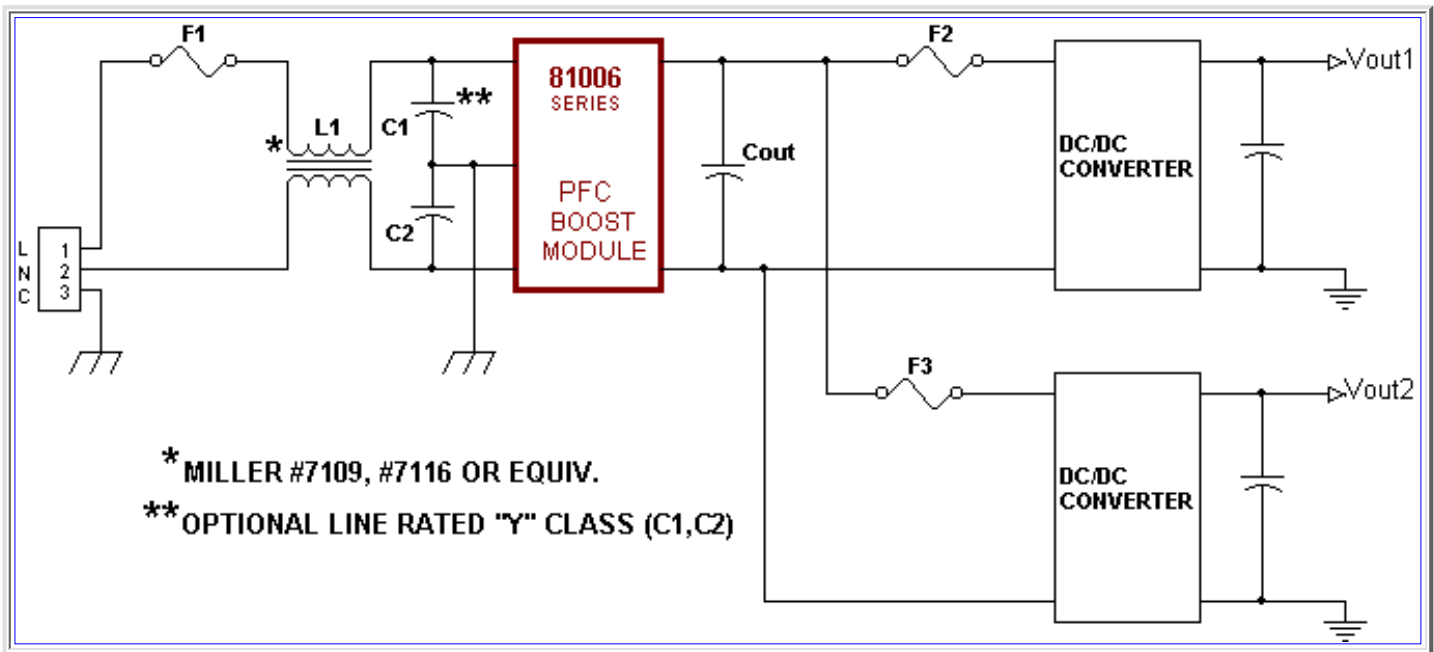 F1
F2
81006
SERIES
Vout1
**
L1
C1
*
DC/DC
CONVERTER
Cout
PFC
BOOST
MODULE
C2
L 1
N 2
C 3
F3
Vout2
*MILLER #7109, #7116 OR EQUIV.
**OPTIONAL LINE RATED "Y" CLASS (C1,C2)
DC/DC
CONVERTER